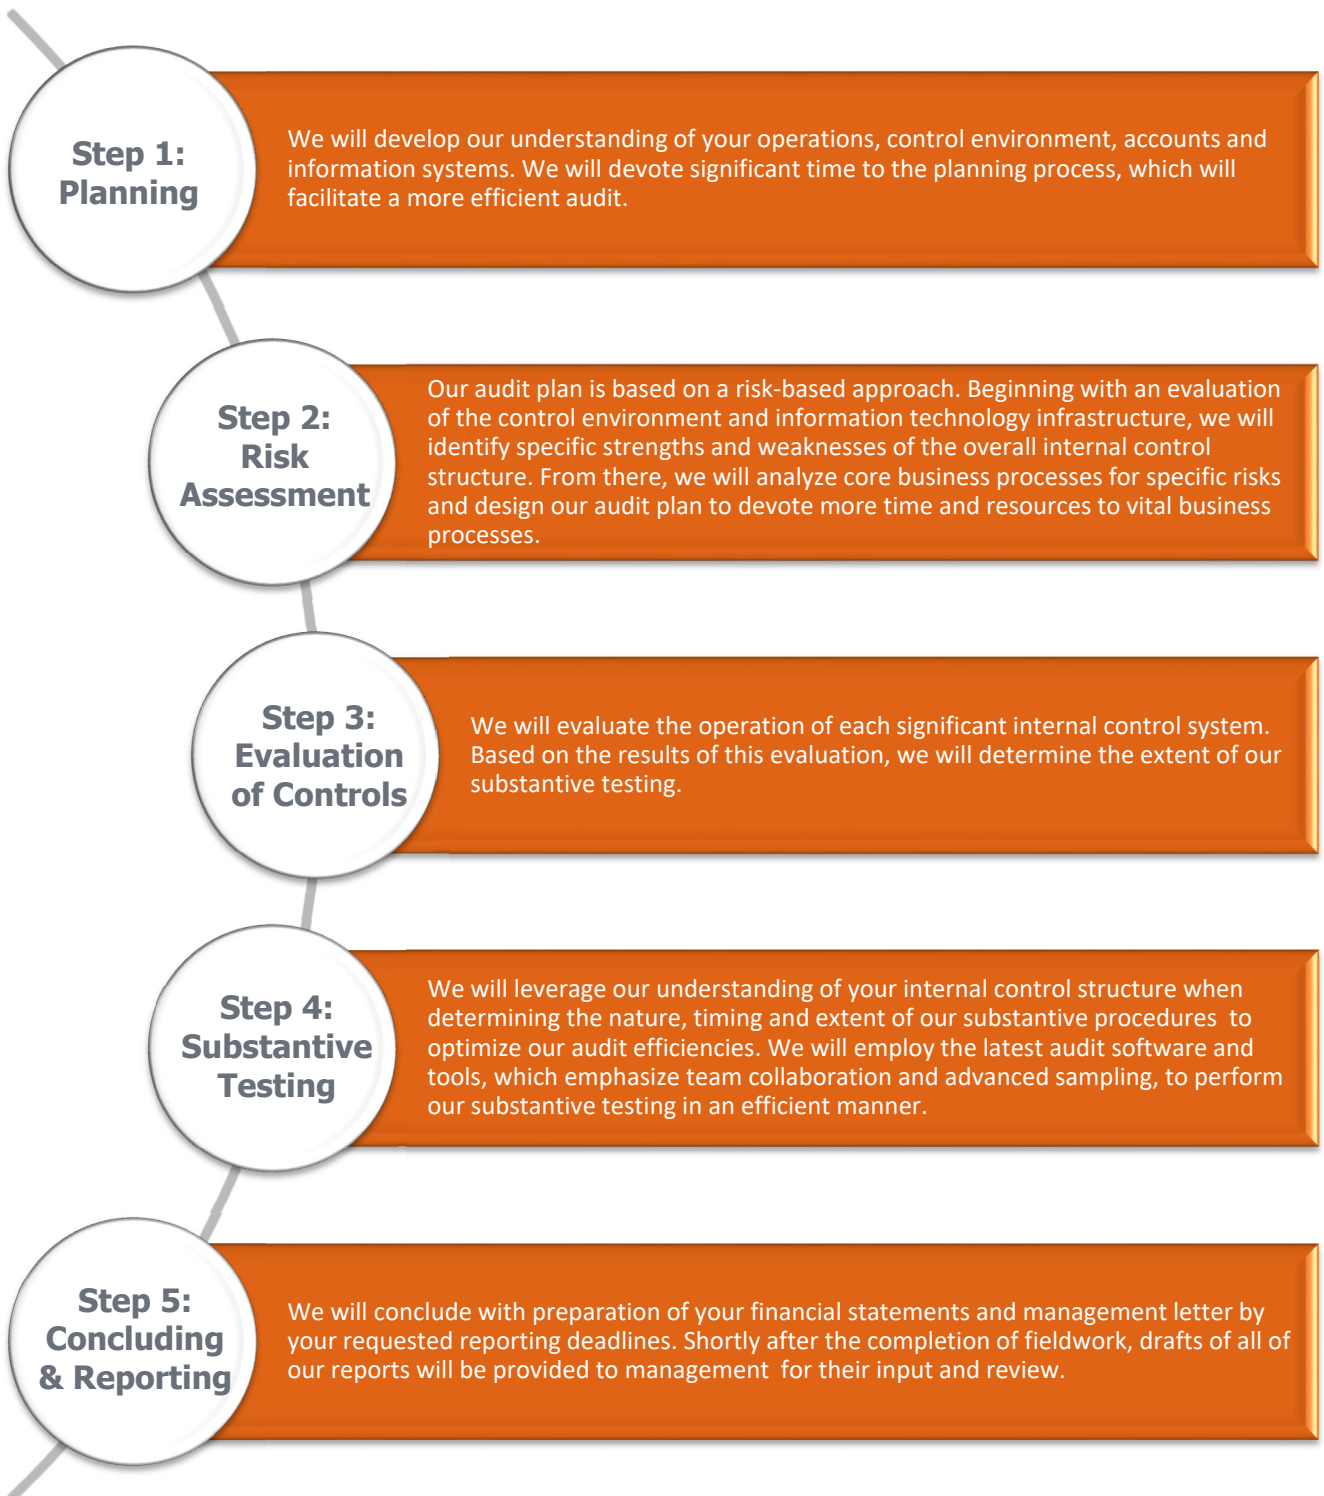 Step 1:
Planning
We will develop our understanding of your operations, control environment, accounts and
information systems. We will devote significant time to the planning process, which will
facilitate a more efficient audit.
Step 2:
Risk
Assessment
Our audit plan is based on a risk-based approach. Beginning with an evaluation
of the control environment and information technology infrastructure, we will
identify specific strengths and weaknesses of the overall internal control
structure. From there, we will analyze core business processes for specific risks
and design our audit plan to devote more time and resources to vital business
processes.
Step 3:
Evaluation
of Controls
We will evaluate the operation of each significant internal control system.
Based on the results of this evaluation, we will determine the extent of our
substantive testing.
Step 4:
Substantive
Testing
We will leverage our understanding of your internal control structure when
determining the nature, timing and extent of our substantive procedures  to
optimize our audit efficiencies. We will employ the latest audit software and
tools, which emphasize team collaboration and advanced sampling, to perform
our substantive testing in an efficient manner.
Step 5:
Concluding
& Reporting
We will conclude with preparation of your financial statements and management letter by
your requested reporting deadlines. Shortly after the completion of fieldwork, drafts of all of
our reports will be provided to management  for their input and review.